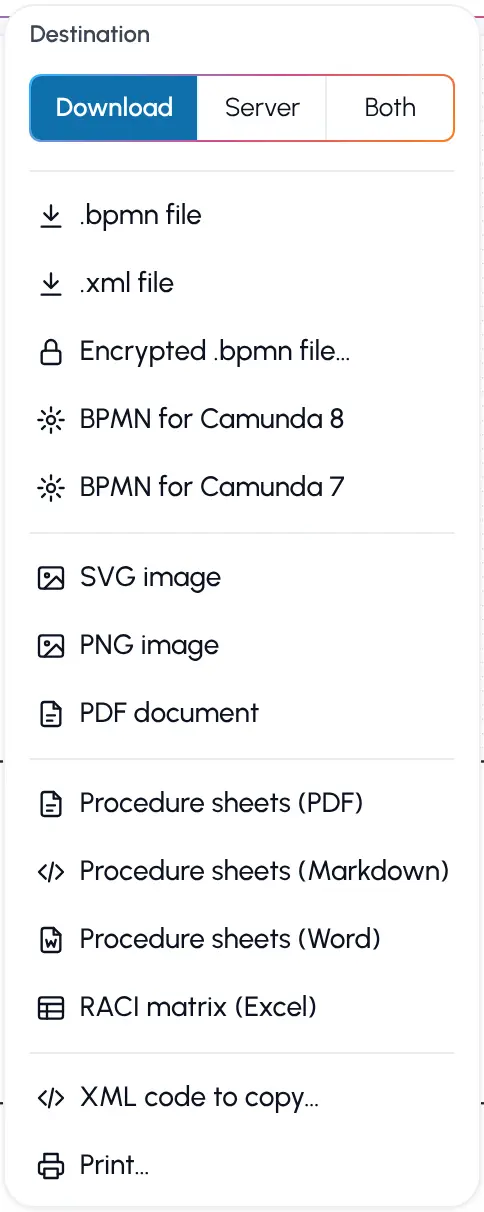 Destination
Download Server Both
.bpmn file
.xml file
Encrypted .bpmn file...
BPMN for Camunda 8
BPMN for Camunda 7
SVG image
PNG image
PDF document
Procedure sheets (PDF)
Procedure sheets (Markdown)
Procedure sheets (Word)
RACI matrix (Excel)
XML code to copy...
Print...